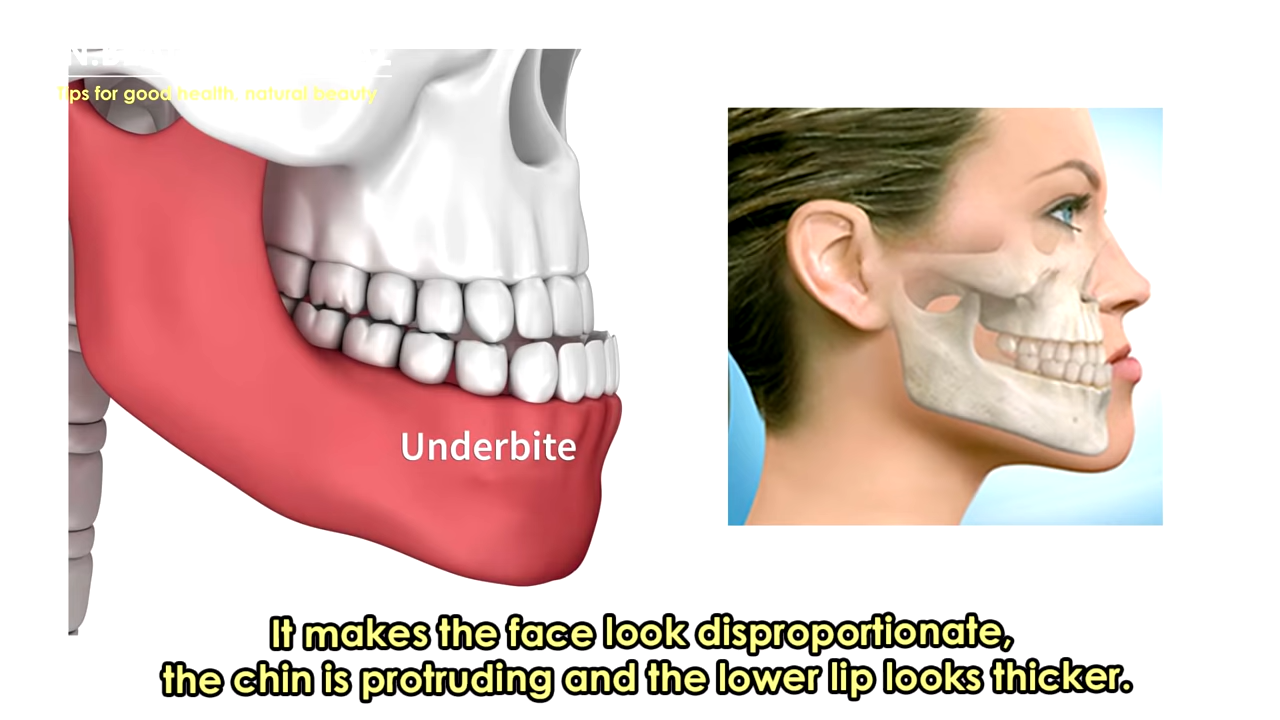 Tips for good health, natural beauty
Underbite
It makes the face look disproportionate,
the chin is protruding and the lower lip looks thicker.